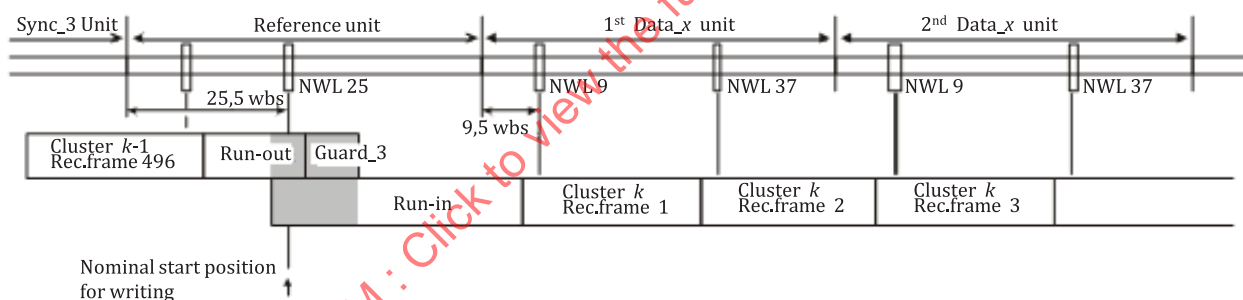 Sync_3 Unit
Reference unit
1st Data_x unit
2nd Data_x unit
NWL 25
NWL 9
NWL 37
NWL 9
NWL 37
25,5 wbs
9,5 wbs
Cluster k-1
Rec.frame 496
Run-out
Guard_3
Run-in
Cluster k
Rec.frame 1
Cluster k
Rec.frame 2
Cluster k
Rec.frame 3
Nominal start position
for writing
: Click to view the